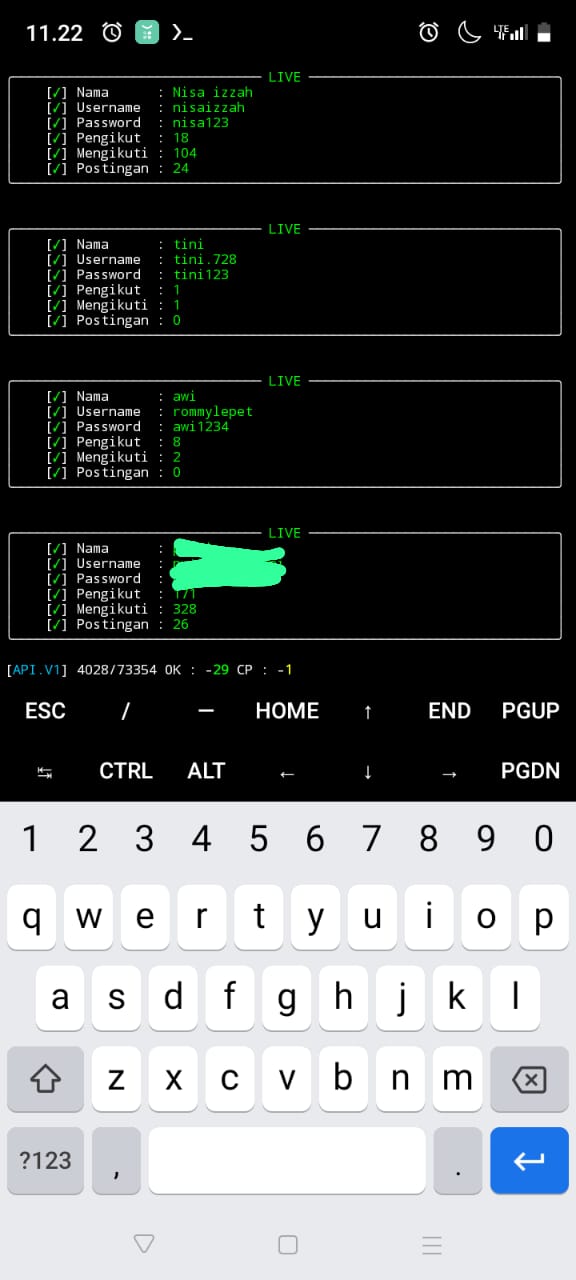 11.22
LTE
LIVE
[✓] Nama : Nisa izzah
[✓] Username : nisaizzah
[✓] Password : nisa123
[✓] Pengikut : 18
[✓] Mengikuti : 104
[✓] Postingan : 24
LIVE
[✓] Nama : tini
[✓] Username : tini.728
[✓] Password : tini123
[✓] Pengikut : 1
[✓] Mengikuti : 1
[✓] Postingan : 0
LIVE
[✓] Nama : awi
[✓] Username : rommylepet
[✓] Password : awi1234
[✓] Pengikut : 8
[✓] Mengikuti : 2
[✓] Postingan : 0
LIVE
[✓] Nama :
[✓] Username :
[✓] Password :
[✓] Pengikut : 171
[✓] Mengikuti : 328
[✓] Postingan : 26
[API.V1] 4028/73354 OK : -29 CP : -1
ESC / — HOME ↑ END PGUP
↹ CTRL ALT ← ↓ → PGDN
1 2 3 4 5 6 7 8 9 0
q w e r t y u i o p
a s d f g h j k l
z x c v b n m
?123 , .